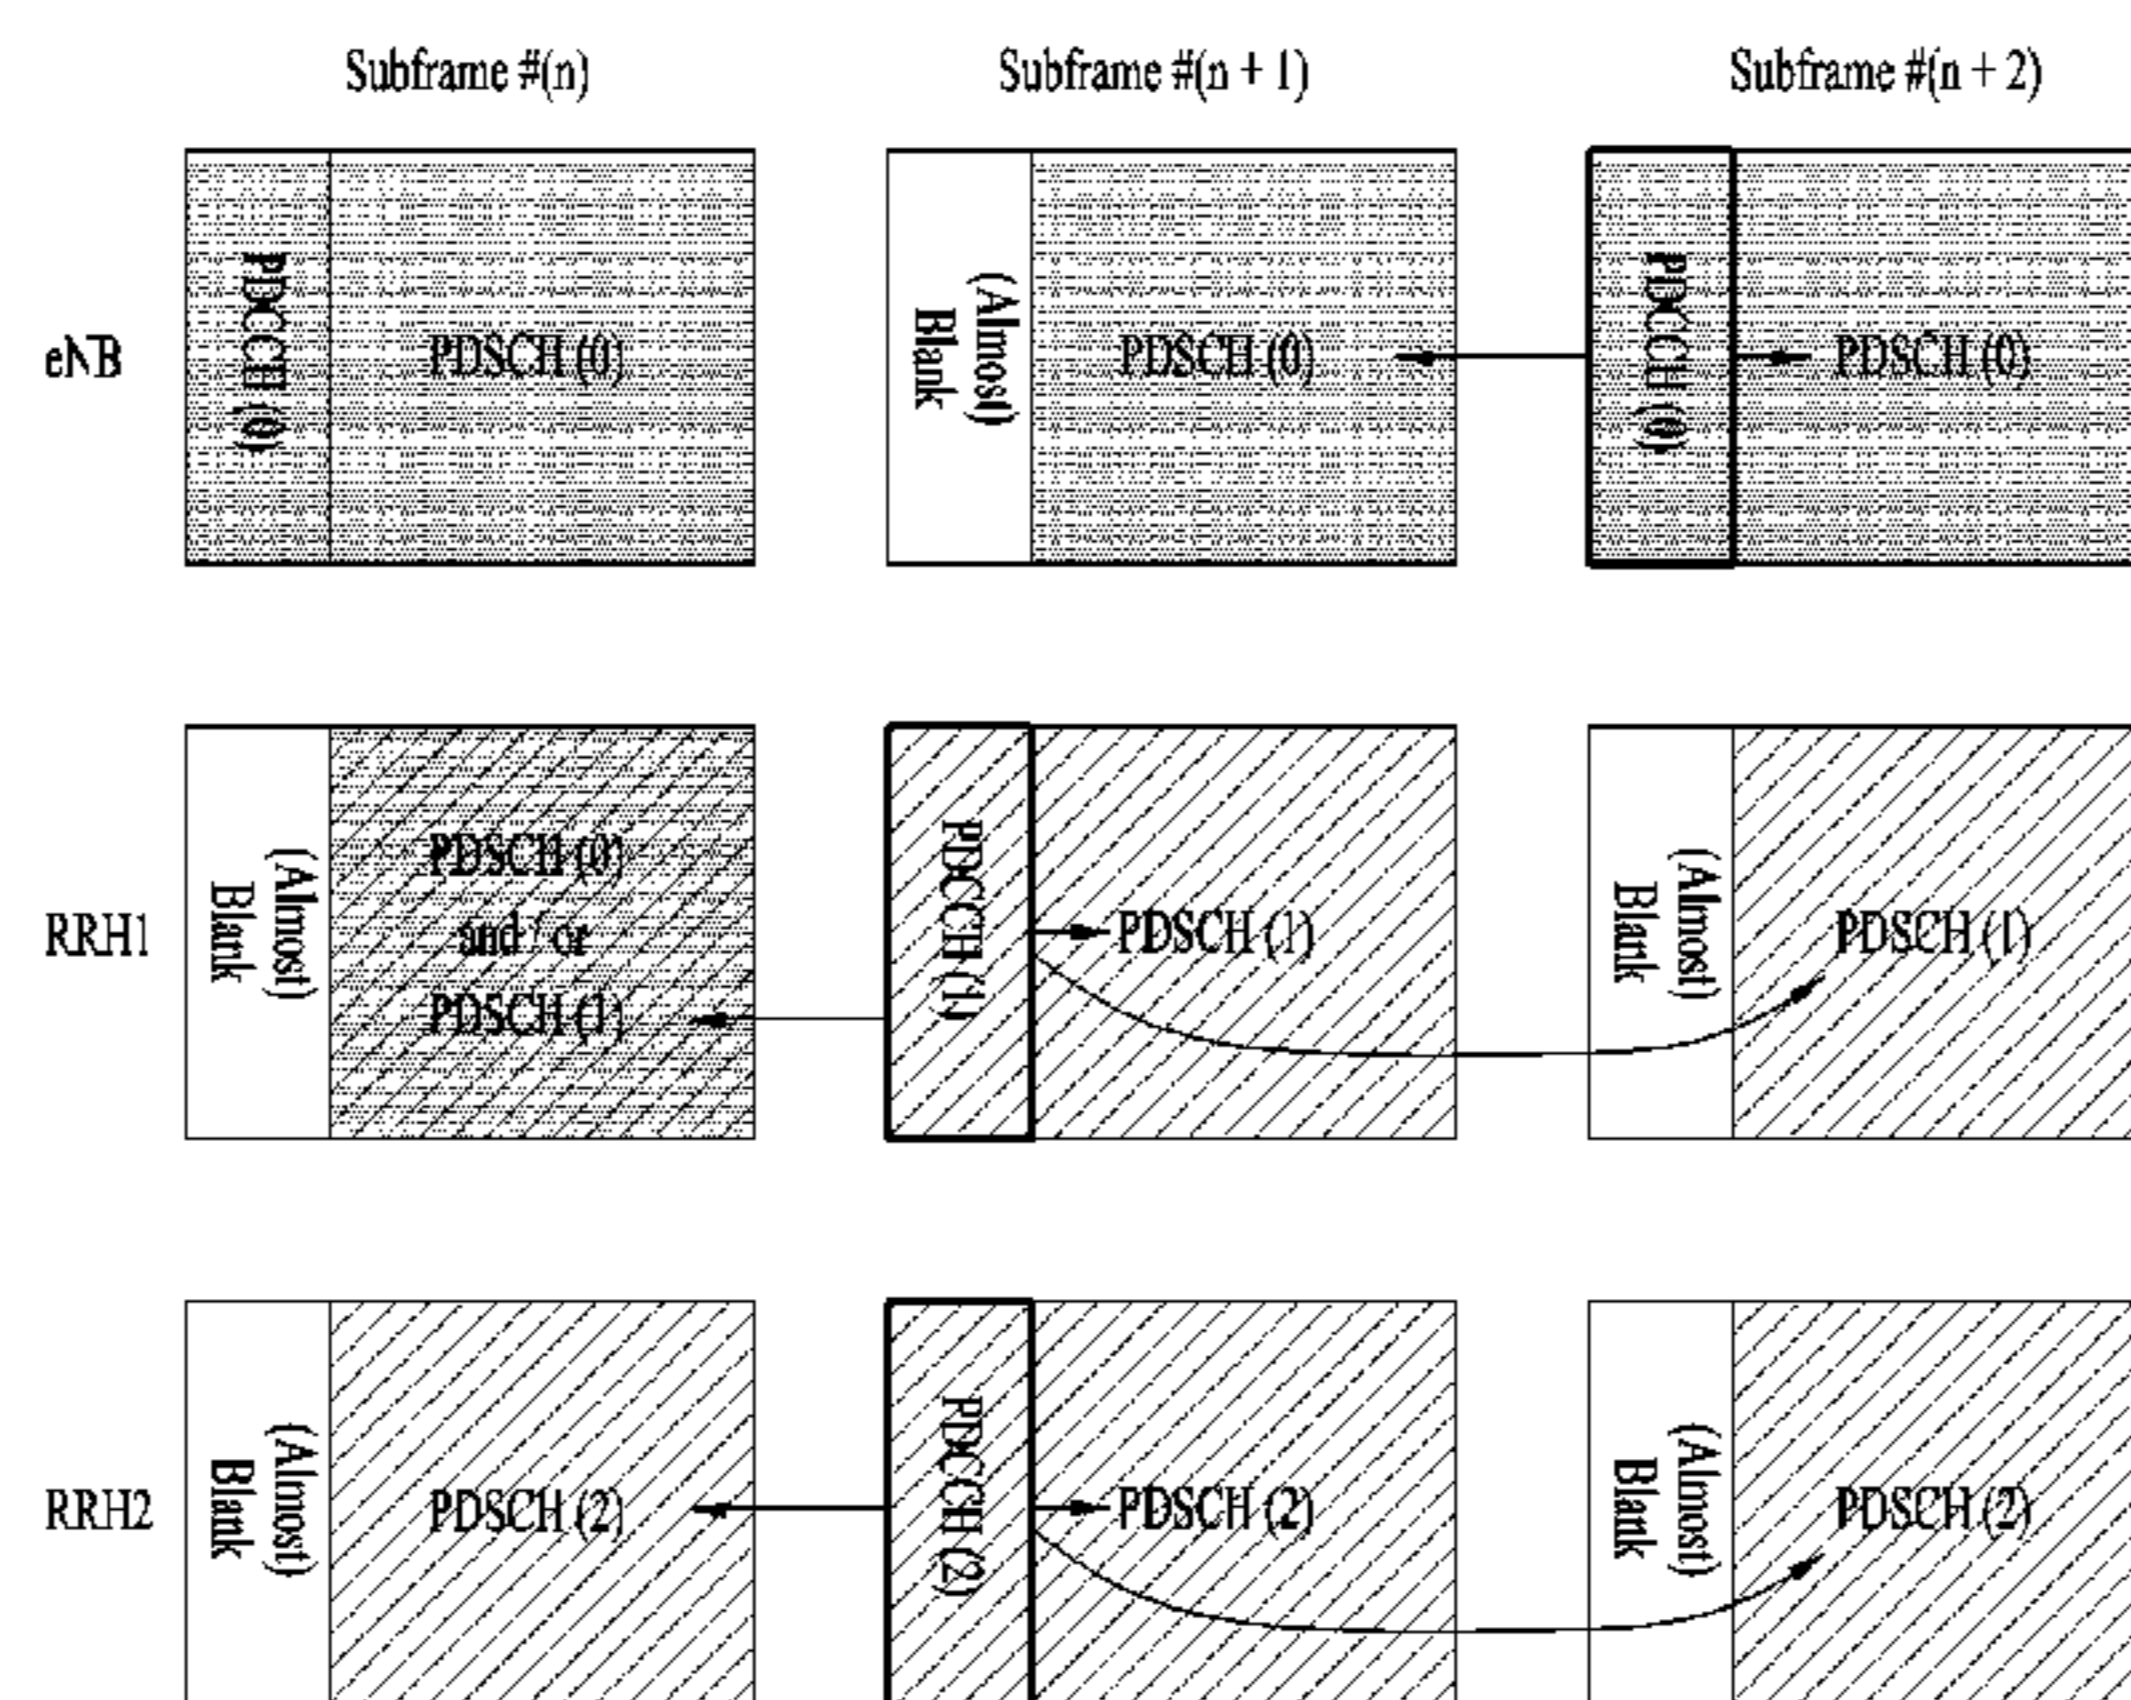 Subframe #(n)
Subframe #(n + 1)
Subframe #(n + 2)
eNB
PDCCH (0)
PDSCH (0)
(Almost)
Blank
PDSCH (0)
PDCCH (0)
PDSCH (0)
RRH1
(Almost)
Blank
PDSCH (0)
and / or
PDSCH (1)
PDCCH (1)
PDSCH (1)
(Almost)
Blank
PDSCH (1)
RRH2
(Almost)
Blank
PDSCH (2)
PDCCH (2)
PDSCH (2)
(Almost)
Blank
PDSCH (2)